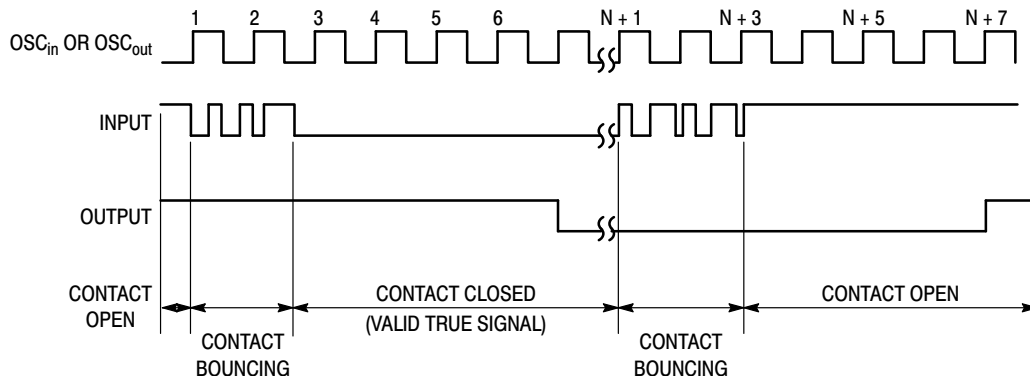 1 2 3 4 5 6 N + 1 N + 3 N + 5 N + 7
OSCin OR OSCout
INPUT
OUTPUT
CONTACT OPEN
CONTACT BOUNCING
CONTACT CLOSED
(VALID TRUE SIGNAL)
CONTACT BOUNCING
CONTACT OPEN